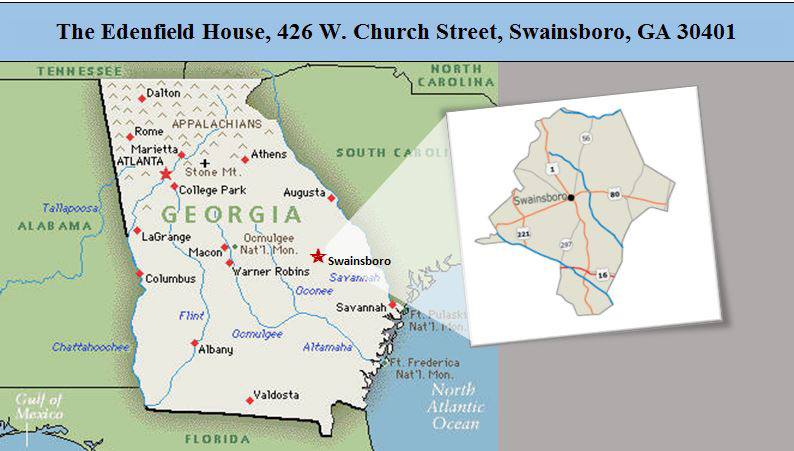 The Edenfield House, 426 W. Church Street, Swainsboro, GA 30401
TENNESSEE
NORTH
CAROLINA
Dalton
Rome
APPALACHIANS
Marietta
ATLANTA
Athens
Stone Mt.
College Park
SOUTH CAROLI
Augusta
Tallapoosa
GEORGIA
ALABAMA
LaGrange
Macon
Ocmulgee
Nat'l. Mon.
Swainsboro
Warner Robins
Savannah
Columbus
Oconee
Savannah
Flint
Ft. Pulaski
Nat'l. Mon.
Ocmulgee
Chattahoochee
Albany
Altamaha
Ft. Frederica
Nat'l. Mon.
Gulf of
Mexico
Valdosta
North
Atlantic
Ocean
FLORIDA
56
1
Swainsboro
80
221
297
16